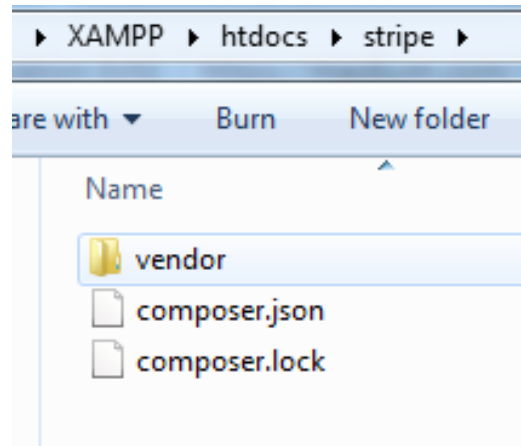 XAMPP htdocs stripe
are with Burn New folder
Name
vendor
composer.json
composer.lock